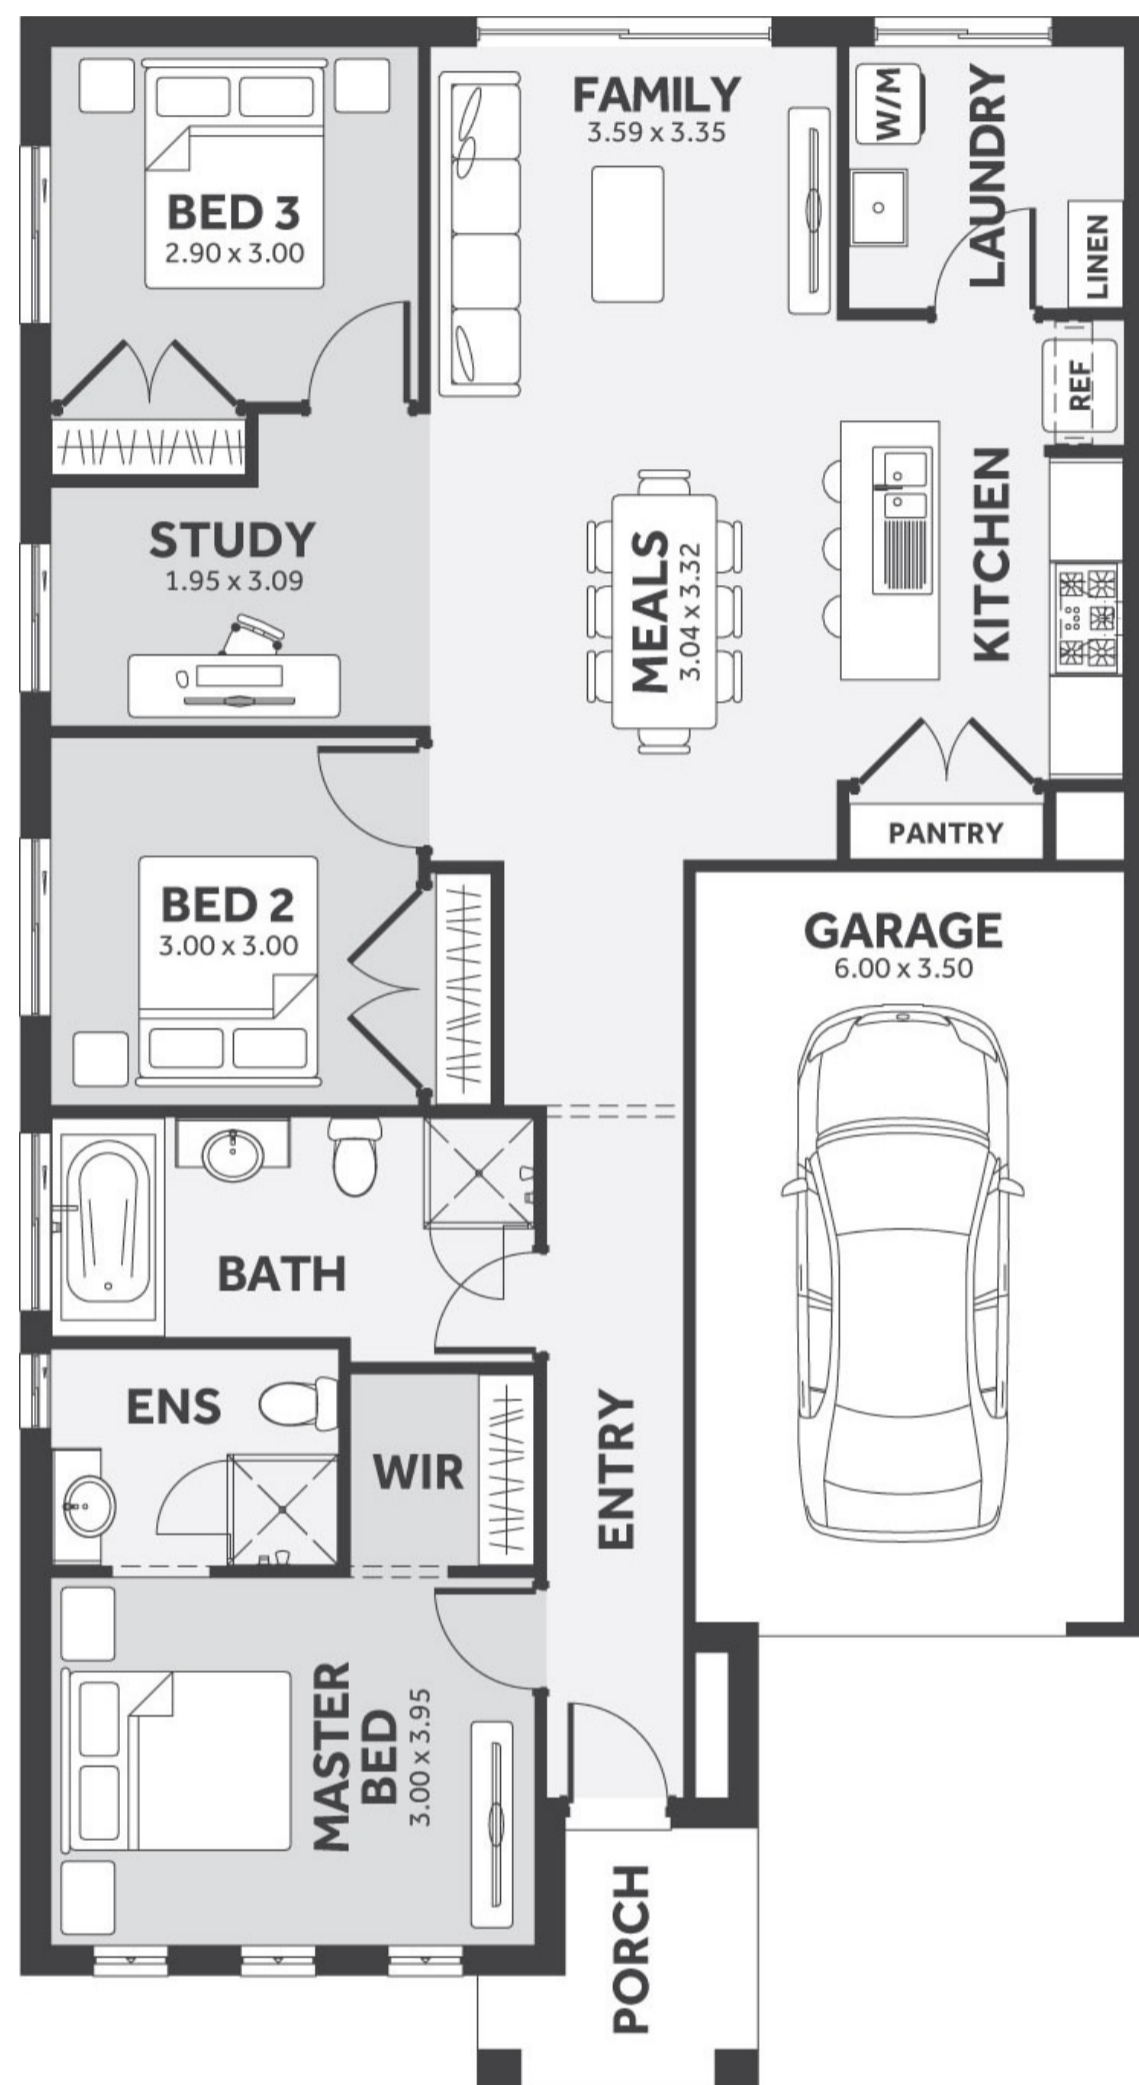 FAMILY
3.59 x 3.35
W/M
LAUNDRY
LINEN
BED 3
2.90 x 3.00
REF
STUDY
1.95 x 3.09
MEALS
3.04 x 3.32
KITCHEN
PANTRY
BED 2
3.00 x 3.00
GARAGE
6.00 x 3.50
BATH
ENS
WIR
ENTRY
MASTER
BED
3.00 x 3.95
PORCH